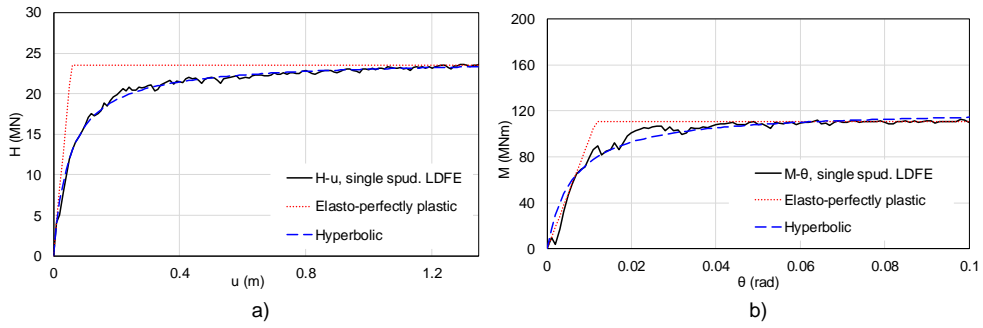 30
25
20
15
10
5
0
H (MN)
0
0.4
0.8
1.2
u (m)
H-u, single spud. LDFE
Elasto-perfectly plastic
Hyperbolic
a)
200
160
120
80
40
0
M (MNm)
0
0.02
0.04
0.06
0.08
0.1
θ (rad)
M-θ, single spud. LDFE
Elasto-perfectly plastic
Hyperbolic
b)